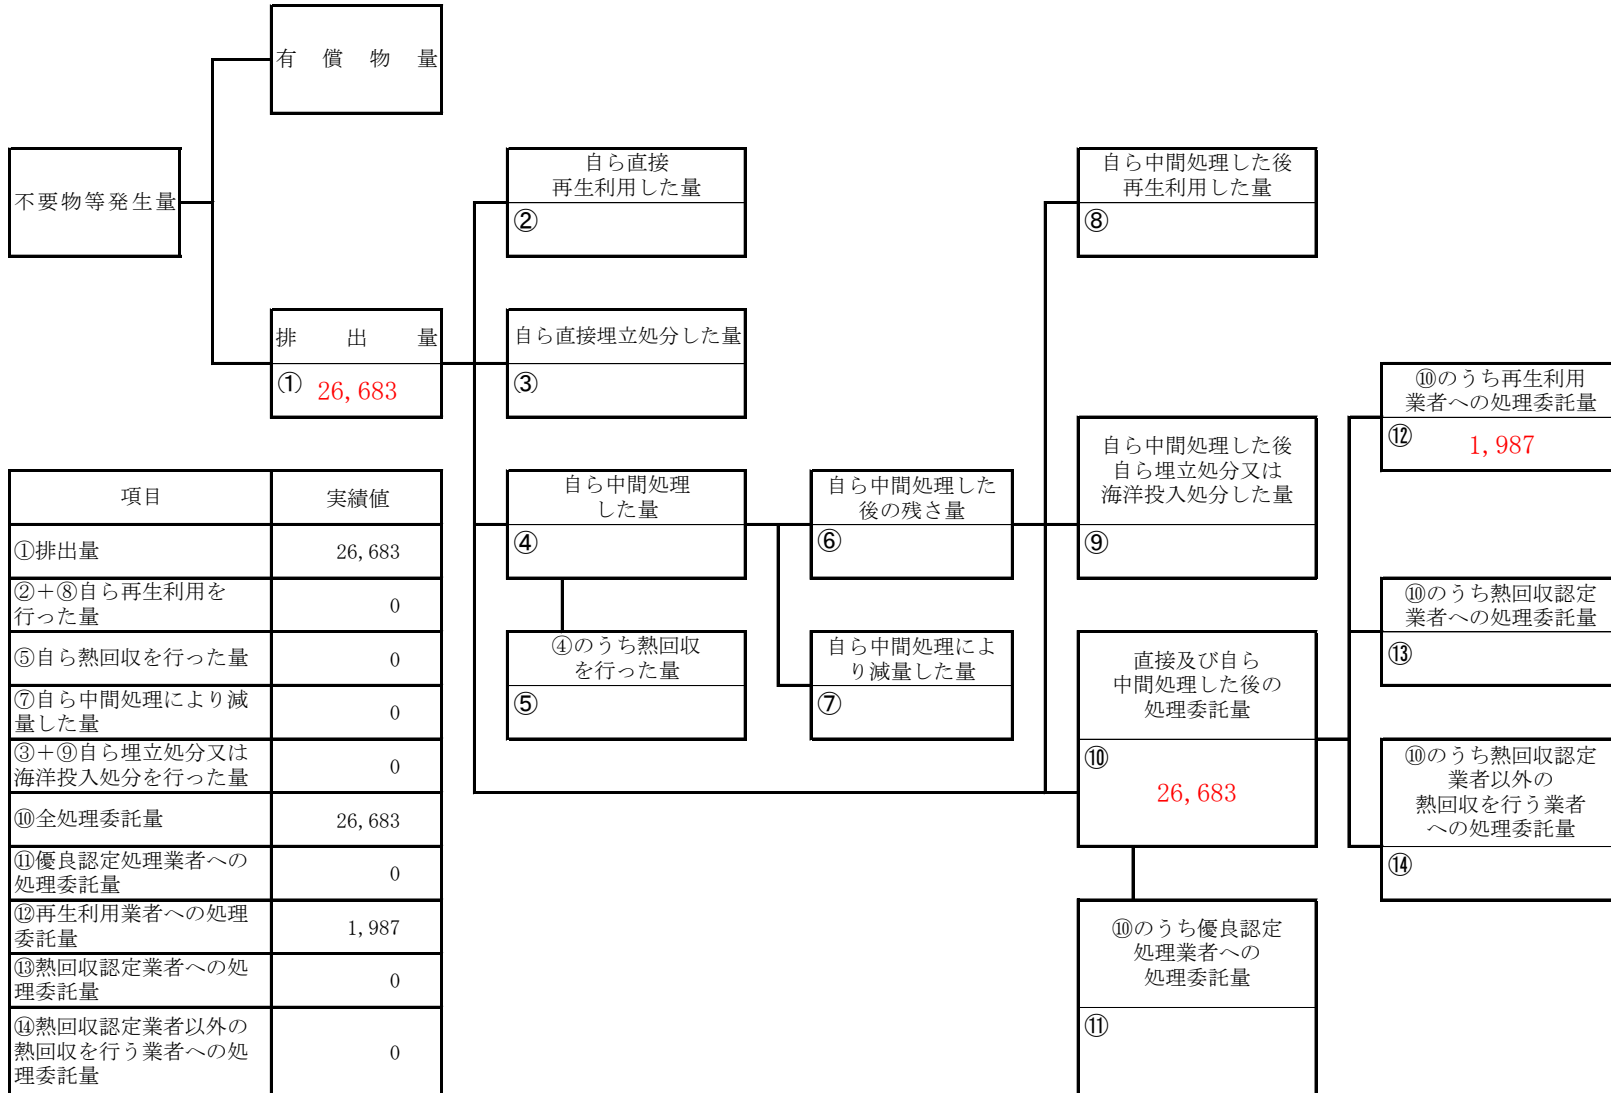 有償物量
不要物等発生量
排出量
① 26,683
自ら直接
再生利用した量
②
自ら直接埋立処分した量
③
自ら中間処理
した量
④
④のうち熱回収
を行った量
⑤
自ら中間処理した
後の残さ量
⑥
自ら中間処理によ
り減量した量
⑦
自ら中間処理した後
再生利用した量
⑧
自ら中間処理した後
自ら埋立処分又は
海洋投入処分した量
⑨
直接及び自ら
中間処理した後の
処理委託量
⑩
26,683
⑩のうち優良認定
処理業者への
処理委託量
⑪
⑩のうち再生利用
業者への処理委託量
⑫ 1,987
⑩のうち熱回収認定
業者への処理委託量
⑬
⑩のうち熱回収認定
業者以外の
熱回収を行う業者
への処理委託量
⑭
項目 実績値
①排出量 26,683
②+⑧自ら再生利用を
行った量 0
⑤自ら熱回収を行った量 0
⑦自ら中間処理により減
量した量 0
③+⑨自ら埋立処分又は
海洋投入処分を行った量 0
⑩全処理委託量 26,683
⑪優良認定処理業者への
処理委託量 0
⑫再生利用業者への処理
委託量 1,987
⑬熱回収認定業者への処
理委託量 0
⑭熱回収認定業者以外の
熱回収を行う業者への処 0
理委託量